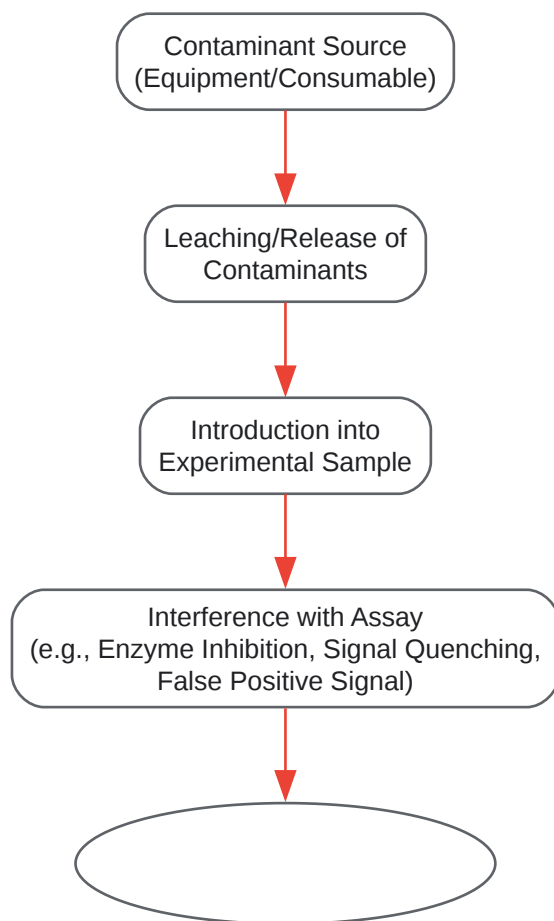 Contaminant Source
(Equipment/Consumable)
Leaching/Release of
Contaminants
Introduction into
Experimental Sample
Interference with Assay
(e.g., Enzyme Inhibition, Signal Quenching,
False Positive Signal)